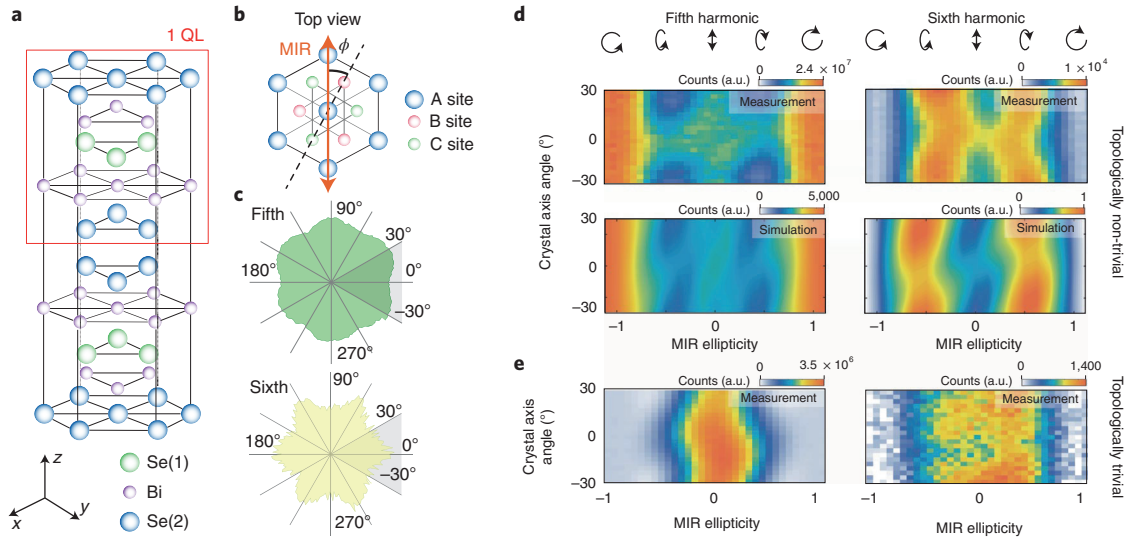 a
1 QL
z
x
y
Se(1)
Bi
Se(2)
b
Top view
MIR
ϕ
A site
B site
C site
c
Fifth
90°
30°
180°
0°
−30°
270°
Sixth
90°
30°
180°
0°
−30°
270°
d
Fifth harmonic
Sixth harmonic
Counts (a.u.)
0
2.4 × 10⁷
Measurement
30
0
−30
Counts (a.u.)
0
1 × 10⁴
Measurement
Crystal axis angle (°)
Counts (a.u.)
0
5,000
Simulation
30
0
−30
−1
0
1
MIR ellipticity
Counts (a.u.)
0
1
Simulation
−1
0
1
MIR ellipticity
Topologically non-trivial
e
Counts (a.u.)
0
3.5 × 10⁶
Measurement
Crystal axis
angle (°)
30
0
−30
−1
0
1
MIR ellipticity
Counts (a.u.)
0
1,400
Measurement
−1
0
1
MIR ellipticity
Topologically trivial